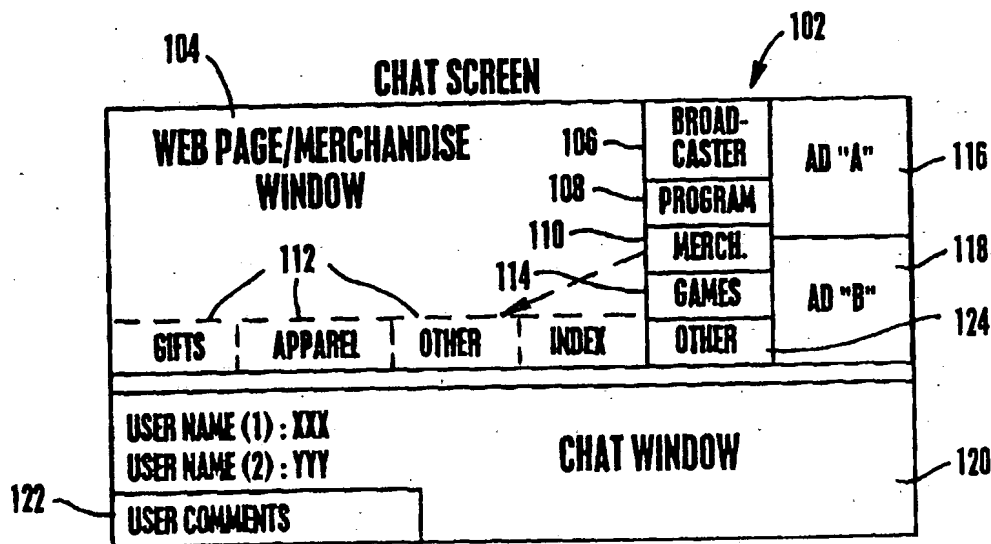 102
104
CHAT SCREEN
WEB PAGE/MERCHANDISE
WINDOW
106
BROAD-
CASTER
AD "A"
116
108
PROGRAM
110
MERCH.
118
112
114
GAMES
AD "B"
124
GIFTS
APPAREL
OTHER
INDEX
OTHER
USER NAME (1) : XXX
USER NAME (2) : YYY
CHAT WINDOW
120
122
USER COMMENTS